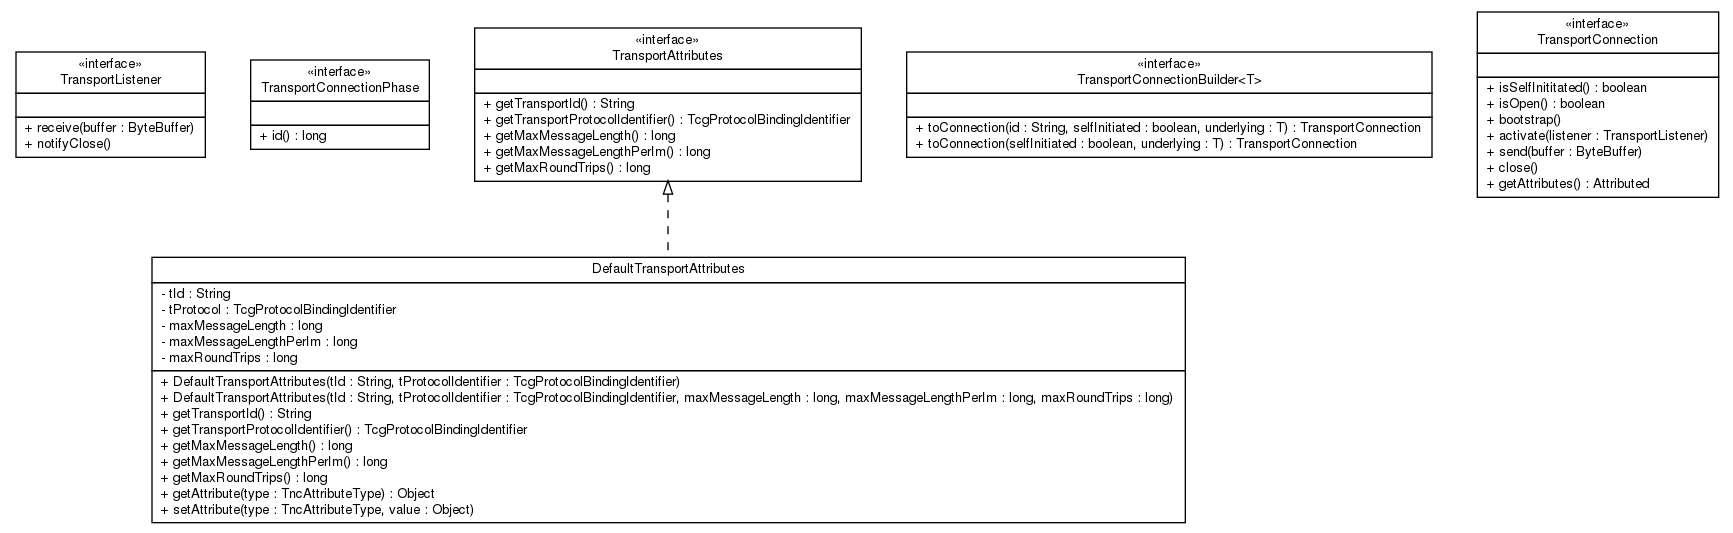 «interface»
TransportListener
+ receive(buffer : ByteBuffer)
+ notifyClose()
«interface»
TransportConnectionPhase
+ id() : long
«interface»
TransportAttributes
+ getTransportId() : String
+ getTransportProtocolIdentifier() : TcgProtocolBindingIdentifier
+ getMaxMessageLength() : long
+ getMaxMessageLengthPerIm() : long
+ getMaxRoundTrips() : long
«interface»
TransportConnectionBuilder<T>
+ toConnection(id : String, selfInitiated : boolean, underlying : T) : TransportConnection
+ toConnection(selfInitiated : boolean, underlying : T) : TransportConnection
«interface»
TransportConnection
+ isSelfInititated() : boolean
+ isOpen() : boolean
+ bootstrap()
+ activate(listener : TransportListener)
+ send(buffer : ByteBuffer)
+ close()
+ getAttributes() : Attributed
DefaultTransportAttributes
- tId : String
- tProtocol : TcgProtocolBindingIdentifier
- maxMessageLength : long
- maxMessageLengthPerIm : long
- maxRoundTrips : long
+ DefaultTransportAttributes(tId : String, tProtocolIdentifier : TcgProtocolBindingIdentifier)
+ DefaultTransportAttributes(tId : String, tProtocolIdentifier : TcgProtocolBindingIdentifier, maxMessageLength : long, maxMessageLengthPerIm : long, maxRoundTrips : long)
+ getTransportId() : String
+ getTransportProtocolIdentifier() : TcgProtocolBindingIdentifier
+ getMaxMessageLength() : long
+ getMaxMessageLengthPerIm() : long
+ getMaxRoundTrips() : long
+ getAttribute(type : TncAttributeType) : Object
+ setAttribute(type : TncAttributeType, value : Object)